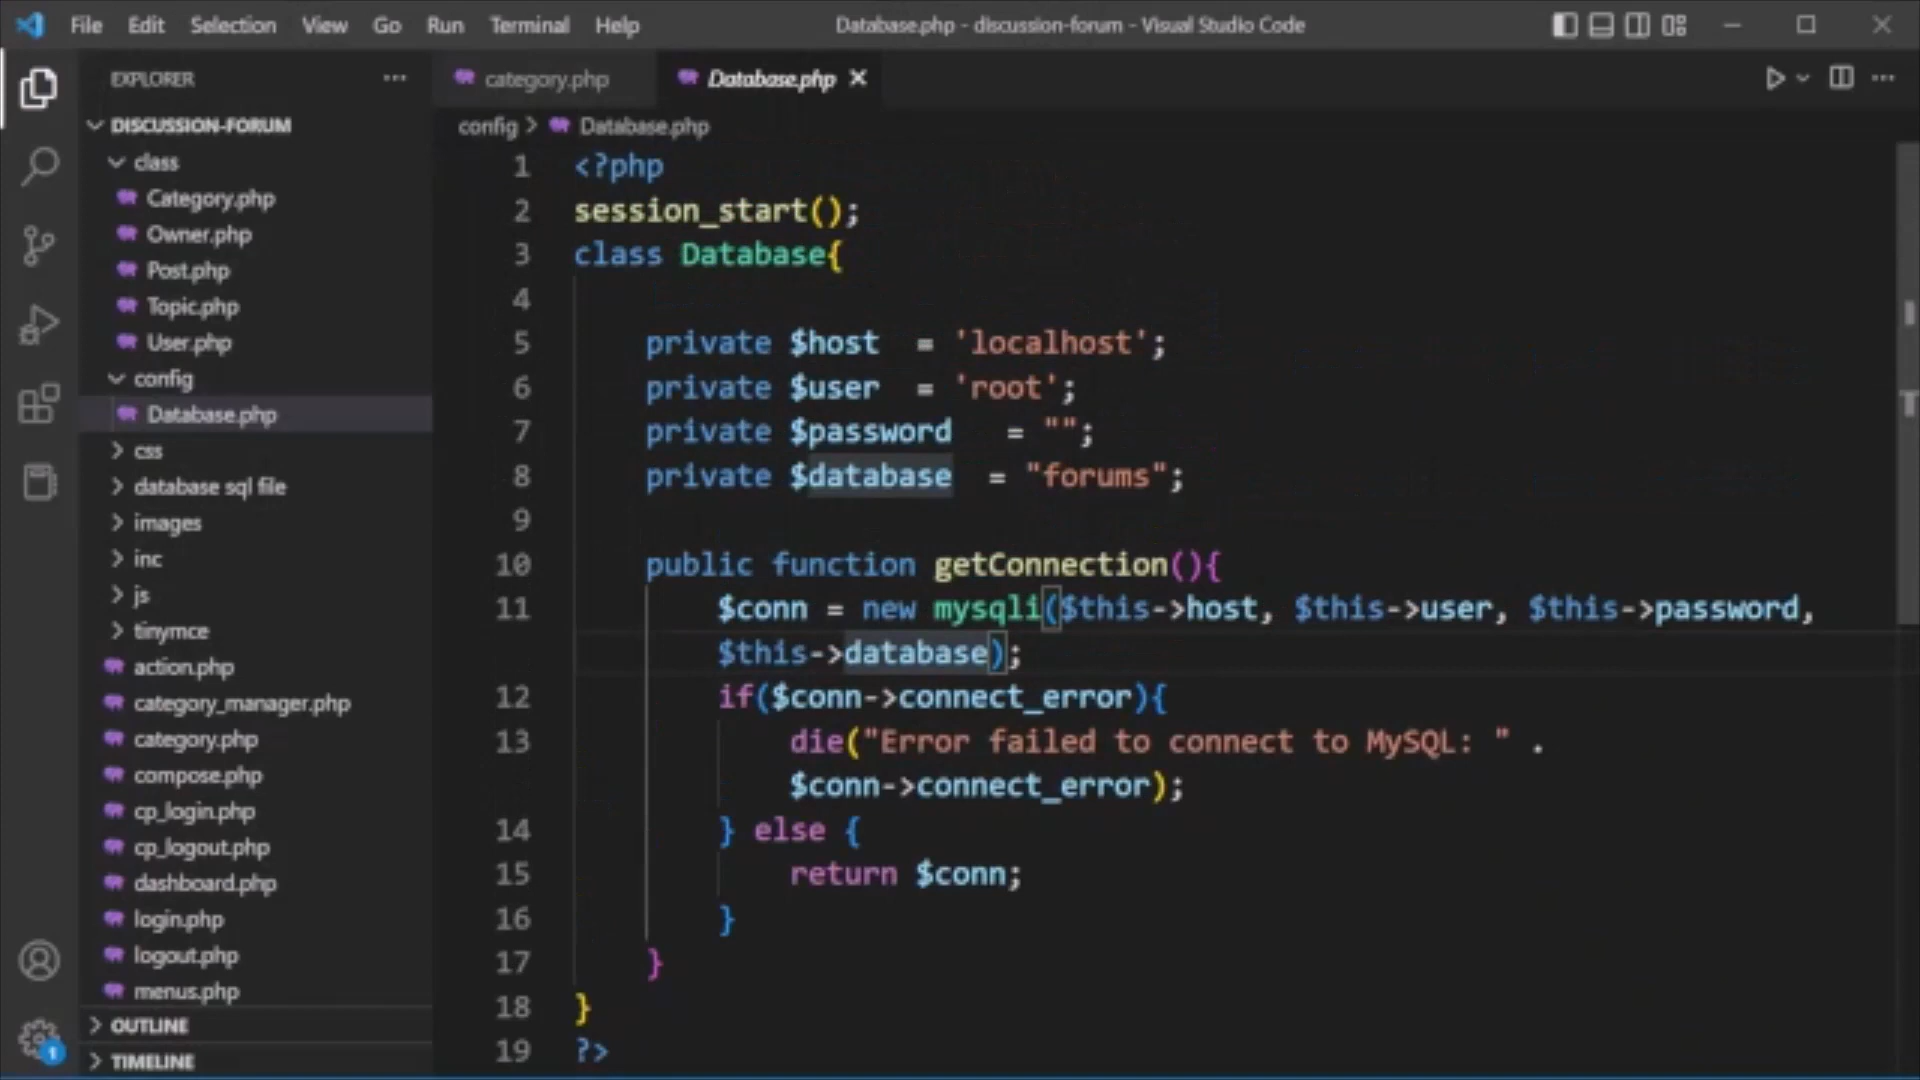 File Edit Selection View Go Run Terminal Help
Database.php - discussion-forum - Visual Studio Code
EXPLORER
DISCUSSION-FORUM
class
Category.php
Owner.php
Post.php
Topic.php
User.php
config
Database.php
css
database sql file
images
inc
js
tinymce
action.php
category_manager.php
category.php
compose.php
cp_login.php
cp_logout.php
dashboard.php
login.php
logout.php
menus.php
OUTLINE
TIMELINE
1
category.php Database.php
config > Database.php
1 <?php
2 session_start();
3 class Database{
4
5 private $host = 'localhost';
6 private $user = 'root';
7 private $password = "";
8 private $database = "forums";
9
10 public function getConnection(){
11 $conn = new mysqli($this->host, $this->user, $this->password,
$this->database);
12 if($conn->connect_error){
13 die("Error failed to connect to MySQL: " .
$conn->connect_error);
14 } else {
15 return $conn;
16 }
17 }
18 }
19 ?>